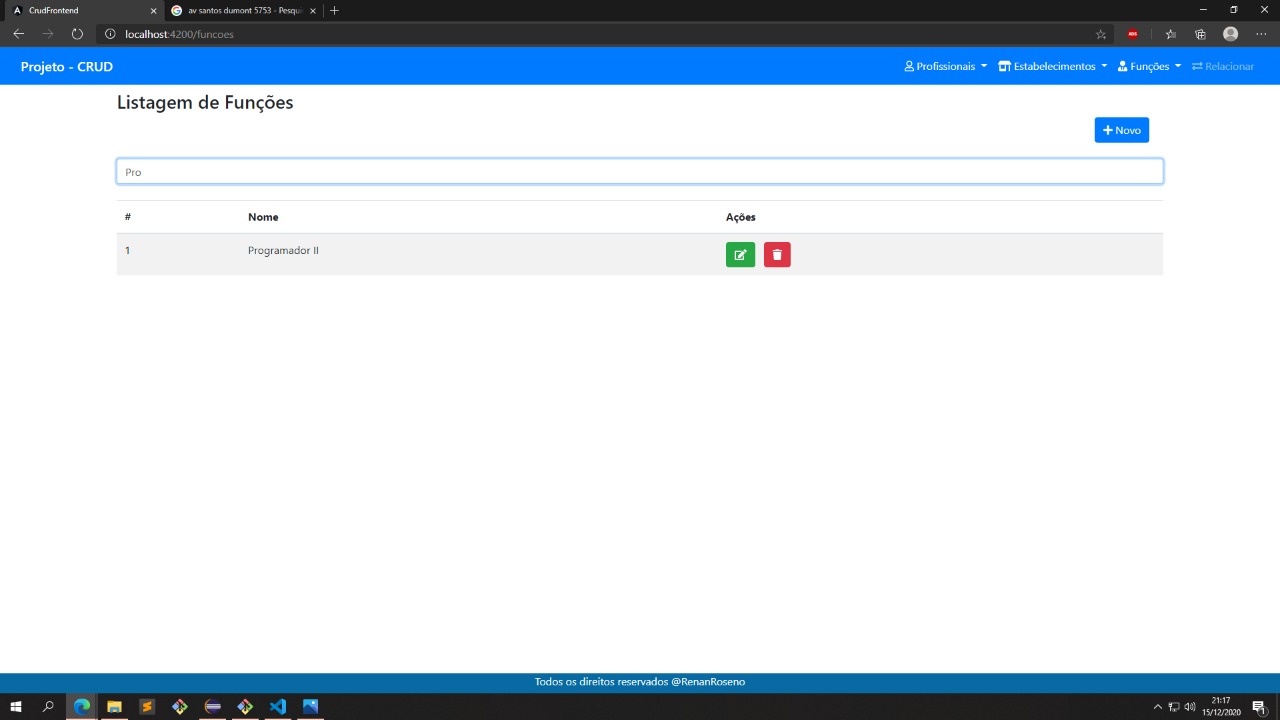 CrudFrontend
av santos dumont 5753 - Pesqui
localhost:4200/funcoes
Projeto - CRUD
Profissionais
Estabelecimentos
Funções
Relacionar
Listagem de Funções
Novo
Pro
# Nome Ações
1 Programador II
Todos os direitos reservados @RenanRoseno
21:17
15/12/2020